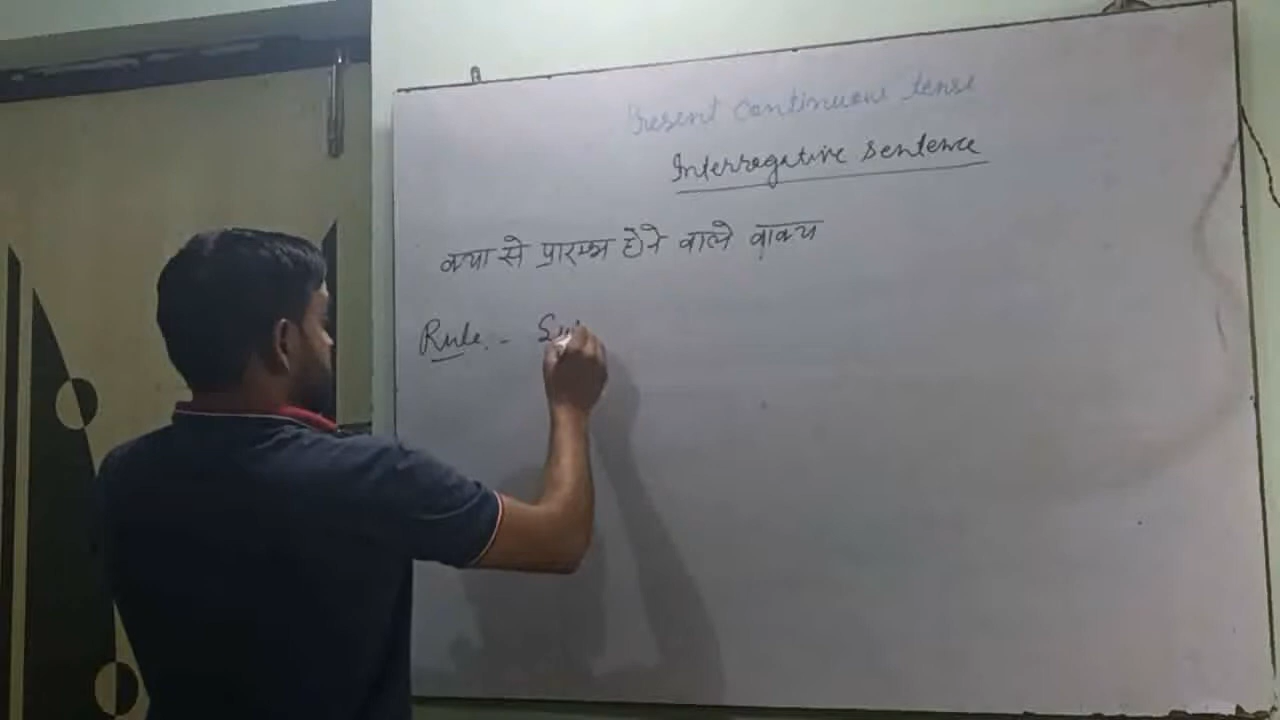 Present Continuous tense
Interrogative Sentence
क्या से प्रारम्भ होने वाले वाक्य
Rule. -